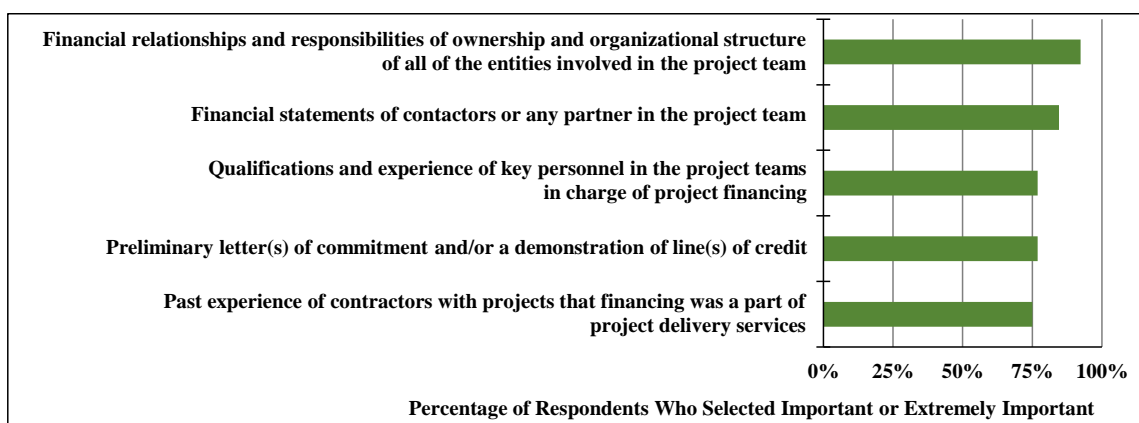 Financial relationships and responsibilities of ownership and organizational structure
of all of the entities involved in the project team
Financial statements of contactors or any partner in the project team
Qualifications and experience of key personnel in the project teams
in charge of project financing
Preliminary letter(s) of commitment and/or a demonstration of line(s) of credit
Past experience of contractors with projects that financing was a part of
project delivery services
0% 25% 50% 75% 100%
Percentage of Respondents Who Selected Important or Extremely Important